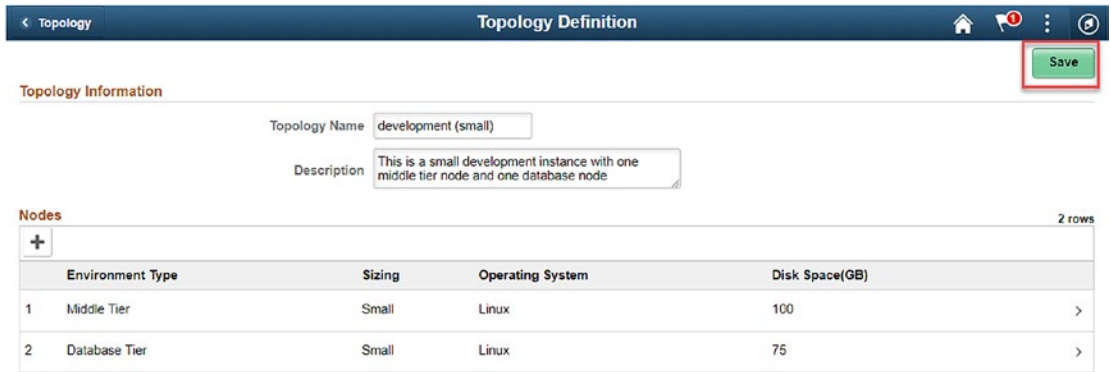 Topology
Topology Definition
1
Save
Topology Information
Topology Name development (small)
Description This is a small development instance with one
middle tier node and one database node
Nodes
2 rows
+
Environment Type Sizing Operating System Disk Space(GB)
1 Middle Tier Small Linux 100
2 Database Tier Small Linux 75